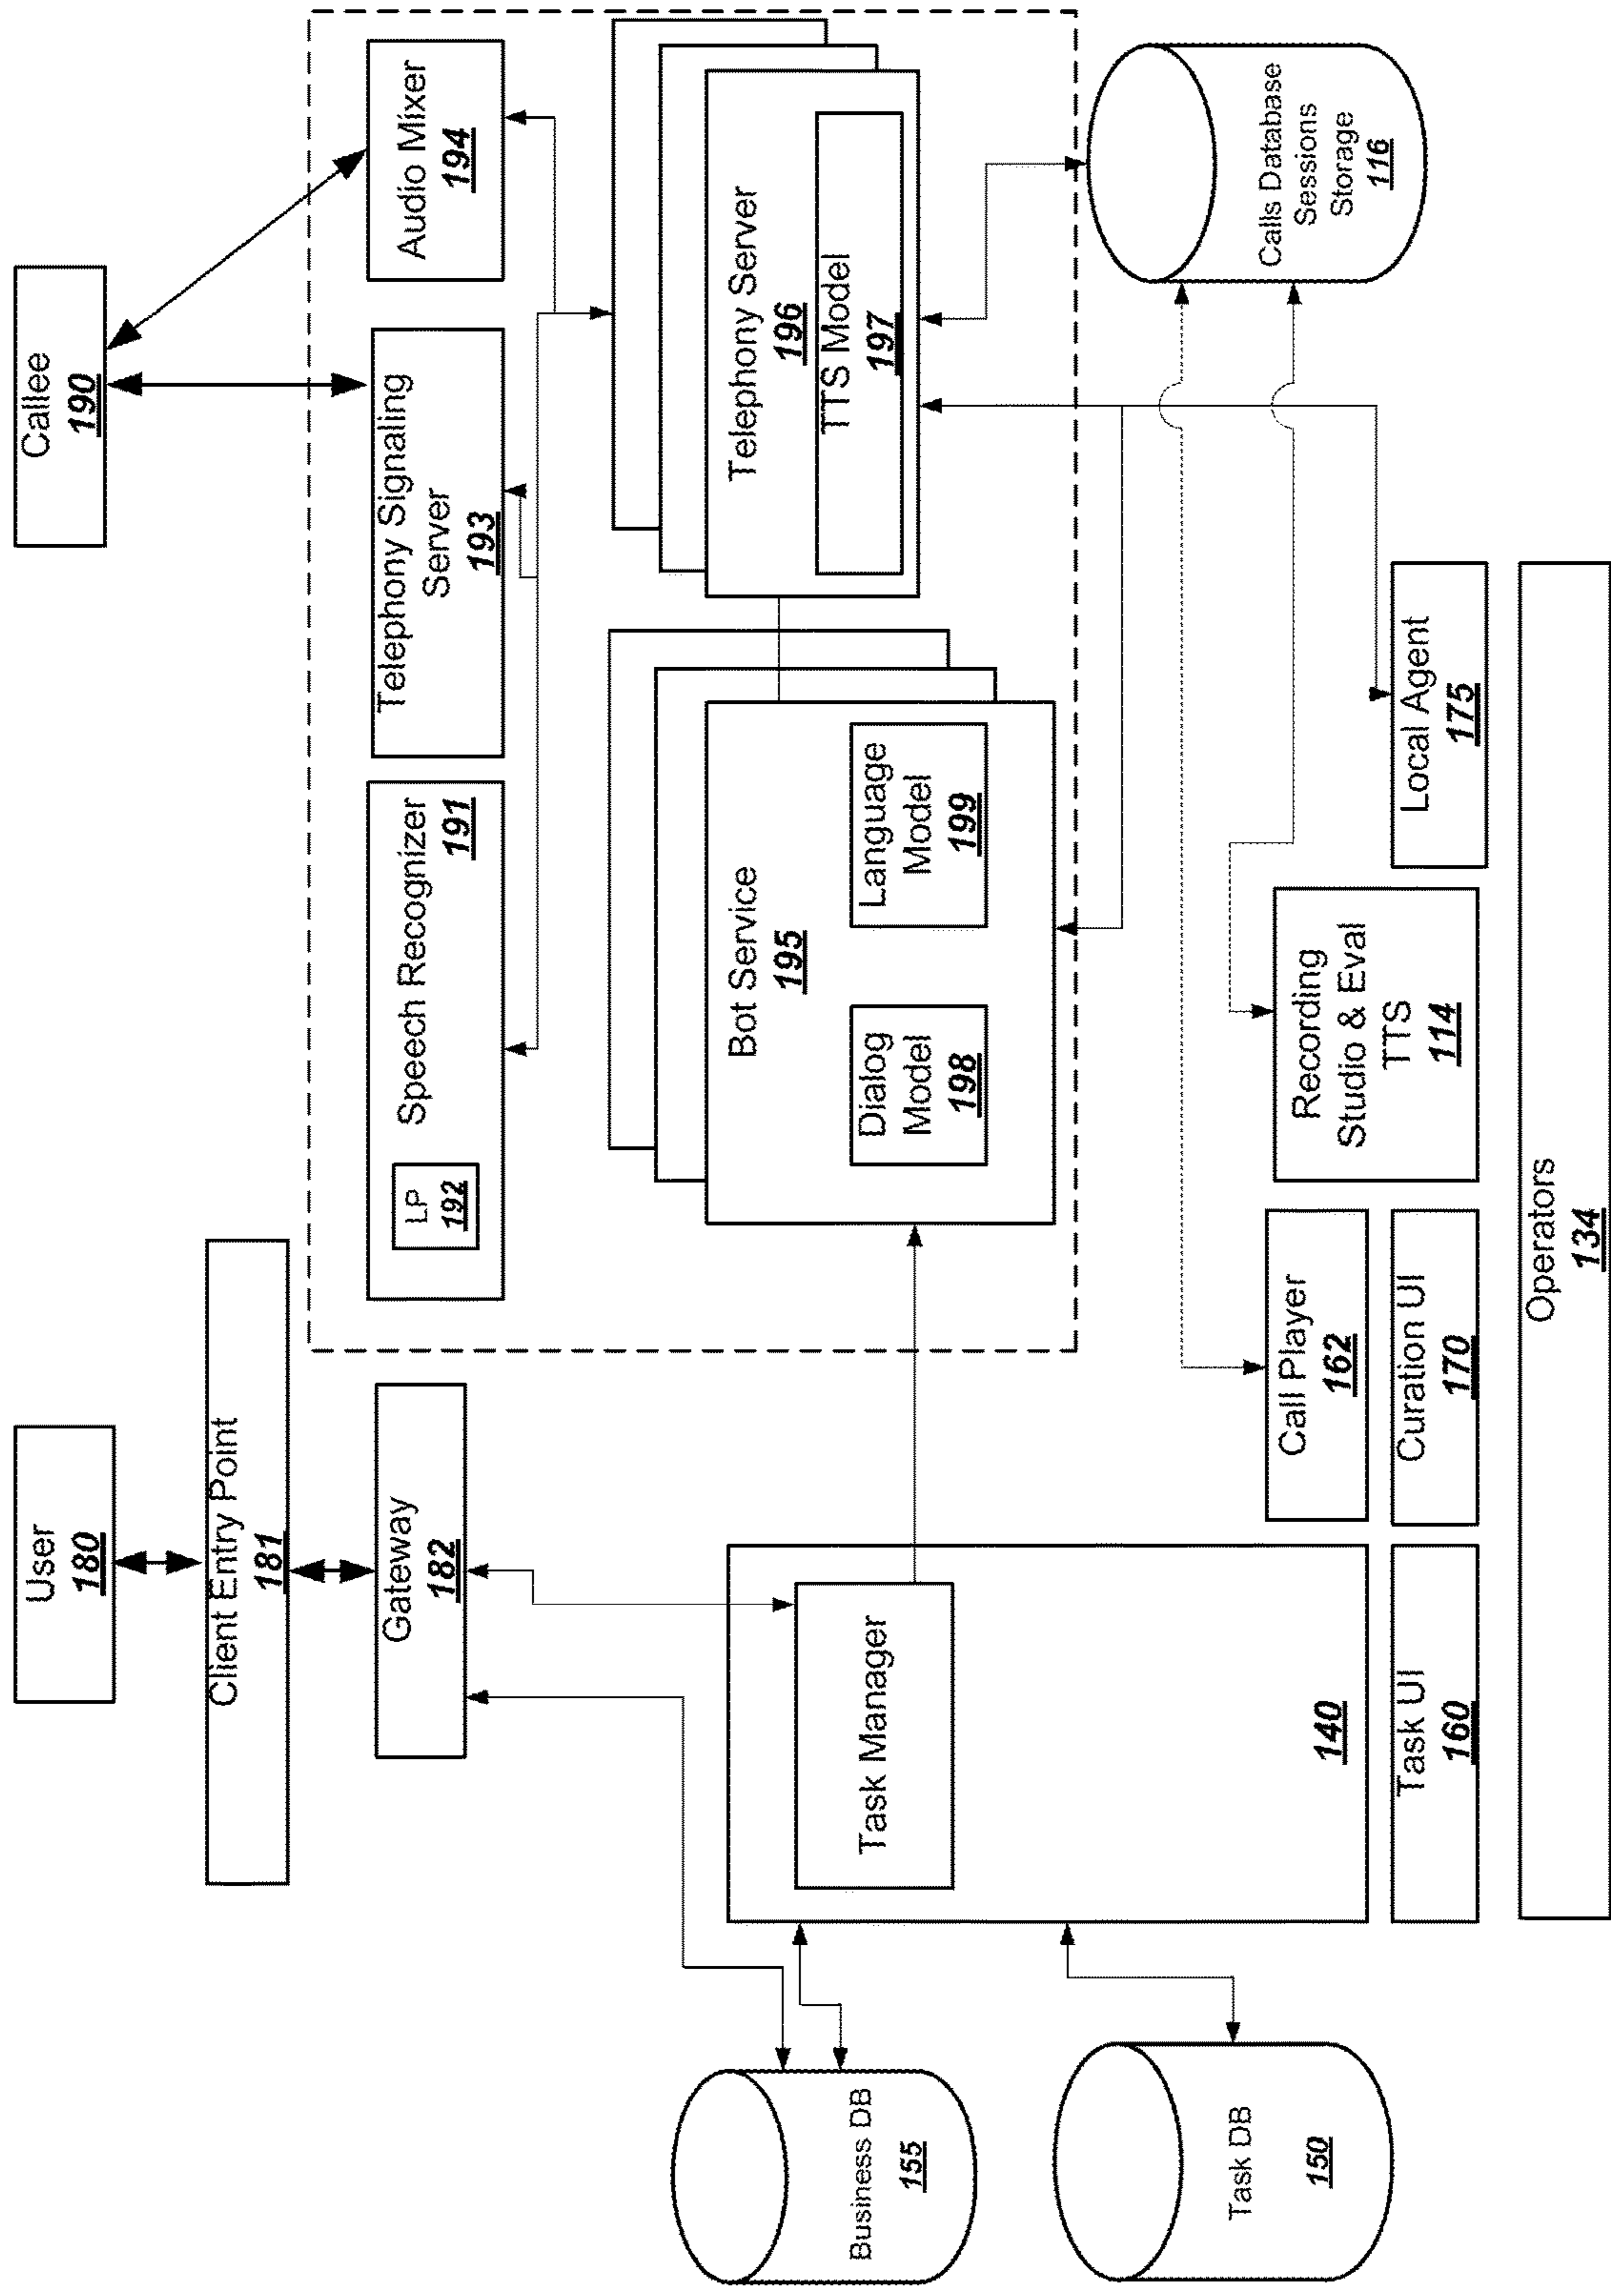 User
180
Callee
190
Client Entry Point
181
Gateway
182
LP
192
Speech Recognizer
191
Telephony Signaling
Server
193
Audio Mixer
194
Business DB
155
Task DB
150
Task Manager
140
Bot Service
195
Dialog
Model
198
Language
Model
199
Telephony Server
196
TTS Model
197
Calls Database
Sessions
Storage
116
Task UI
160
Call Player
162
Curation UI
170
Recording
Studio & Eval
TTS
114
Local Agent
175
Operators
134